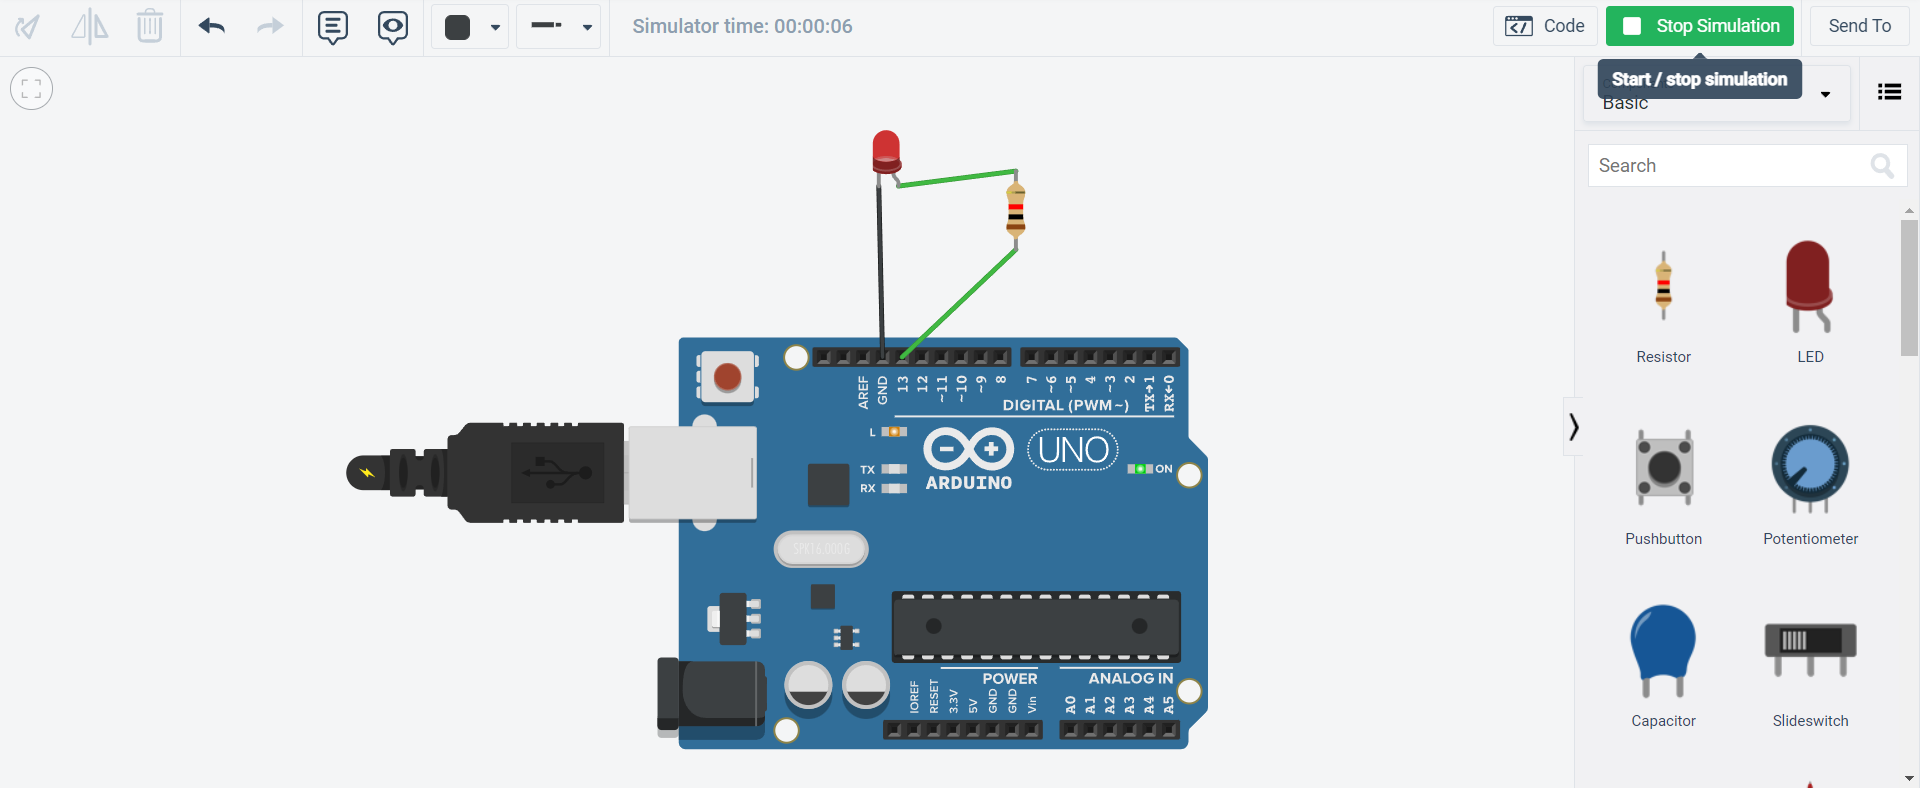 Simulator time: 00:00:06
Code
Stop Simulation
Send To
Start / stop simulation
Basic
Search
Resistor
LED
Pushbutton
Potentiometer
Capacitor
Slideswitch
AREF
GND
13
12
~11
~10
~9
8
7
~6
~5
4
~3
2
TX→1
RX←0
DIGITAL (PWM~)
L
TX
RX
UNO
ARDUINO
ON
SPK16.000G
POWER
ANALOG IN
IOREF
RESET
3.3V
5V
GND
GND
Vin
A0
A1
A2
A3
A4
A5